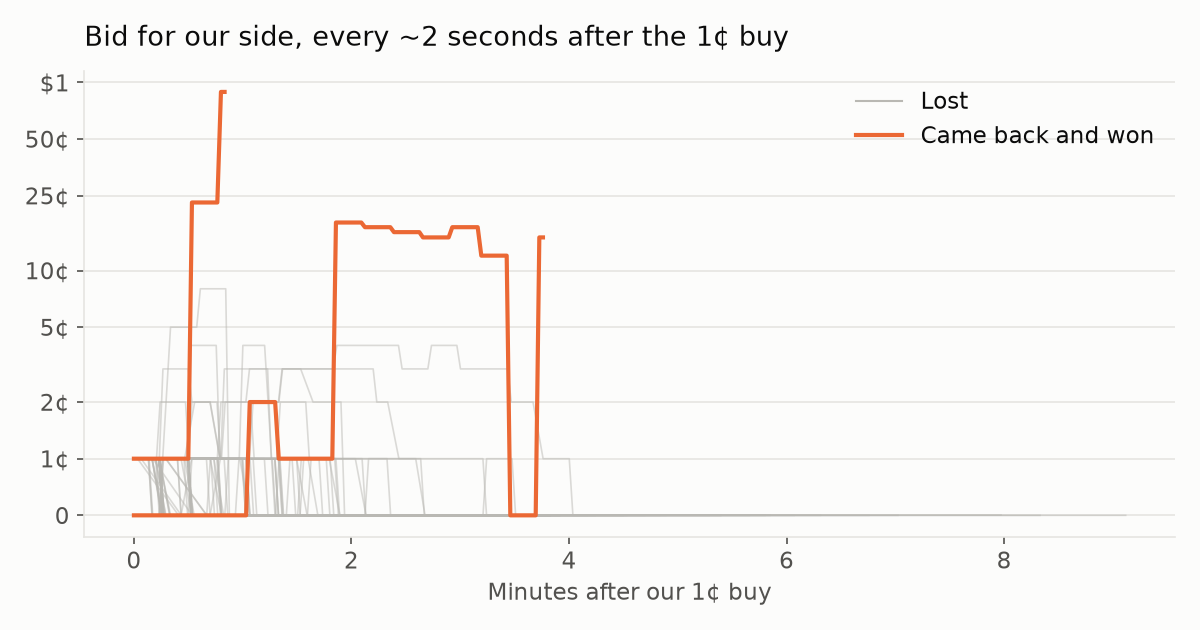 Bid for our side, every ~2 seconds after the 1¢ buy
$1
50¢
25¢
10¢
5¢
2¢
1¢
0
Lost
Came back and won
0 2 4 6 8
Minutes after our 1¢ buy